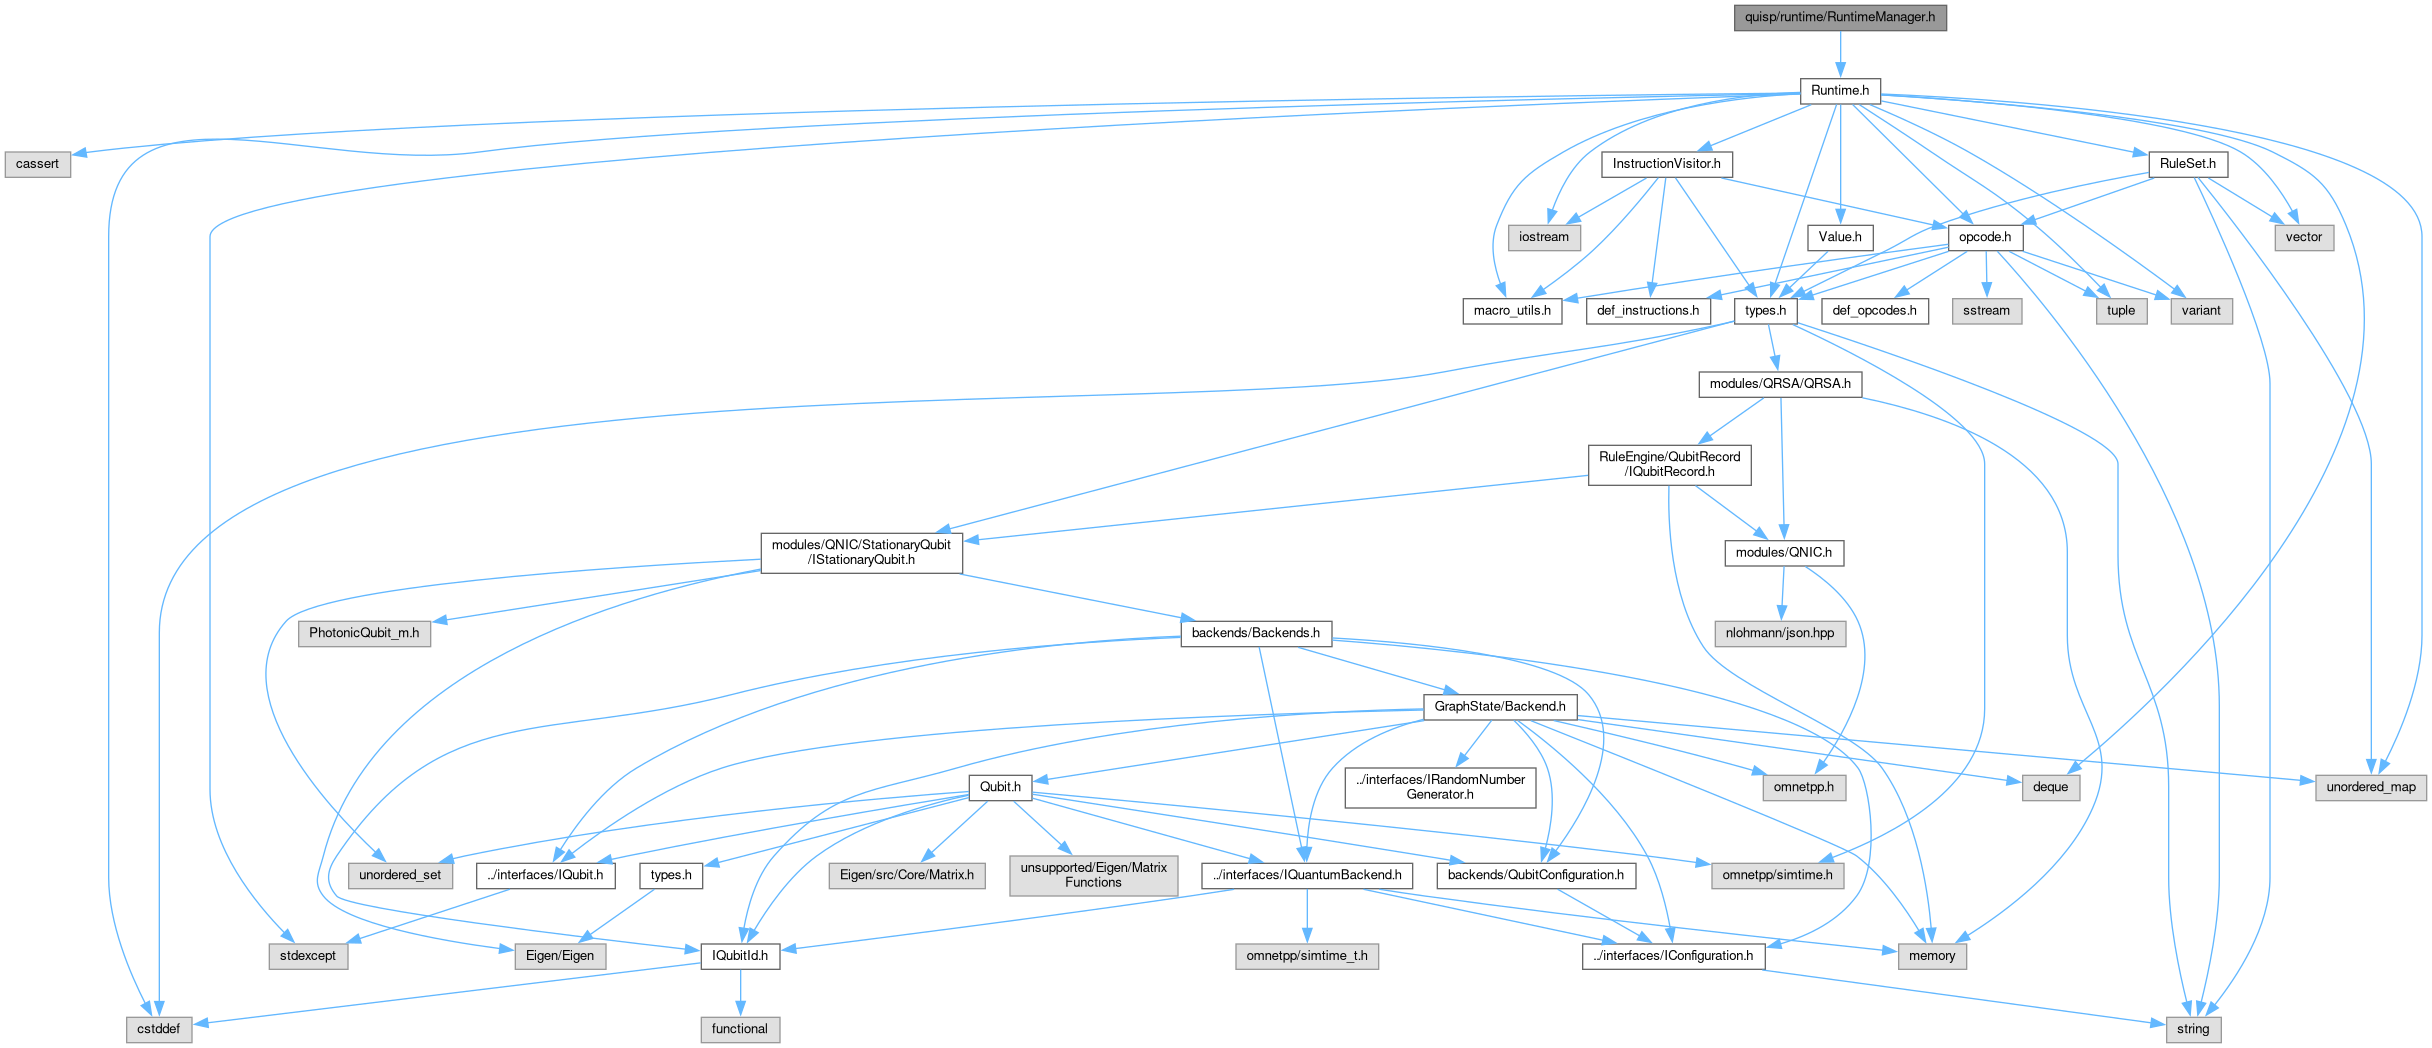 quisp/runtime/RuntimeManager.h
Runtime.h
cassert
InstructionVisitor.h
RuleSet.h
iostream
Value.h
opcode.h
vector
macro_utils.h
def_instructions.h
types.h
def_opcodes.h
sstream
tuple
variant
modules/QRSA/QRSA.h
RuleEngine/QubitRecord
/IQubitRecord.h
modules/QNIC/StationaryQubit
/IStationaryQubit.h
modules/QNIC.h
PhotonicQubit_m.h
backends/Backends.h
nlohmann/json.hpp
GraphState/Backend.h
Qubit.h
../interfaces/IRandomNumber
Generator.h
omnetpp.h
deque
unordered_map
unordered_set
../interfaces/IQubit.h
types.h
Eigen/src/Core/Matrix.h
unsupported/Eigen/Matrix
Functions
../interfaces/IQuantumBackend.h
backends/QubitConfiguration.h
omnetpp/simtime.h
stdexcept
Eigen/Eigen
IQubitId.h
omnetpp/simtime_t.h
../interfaces/IConfiguration.h
memory
cstddef
functional
string